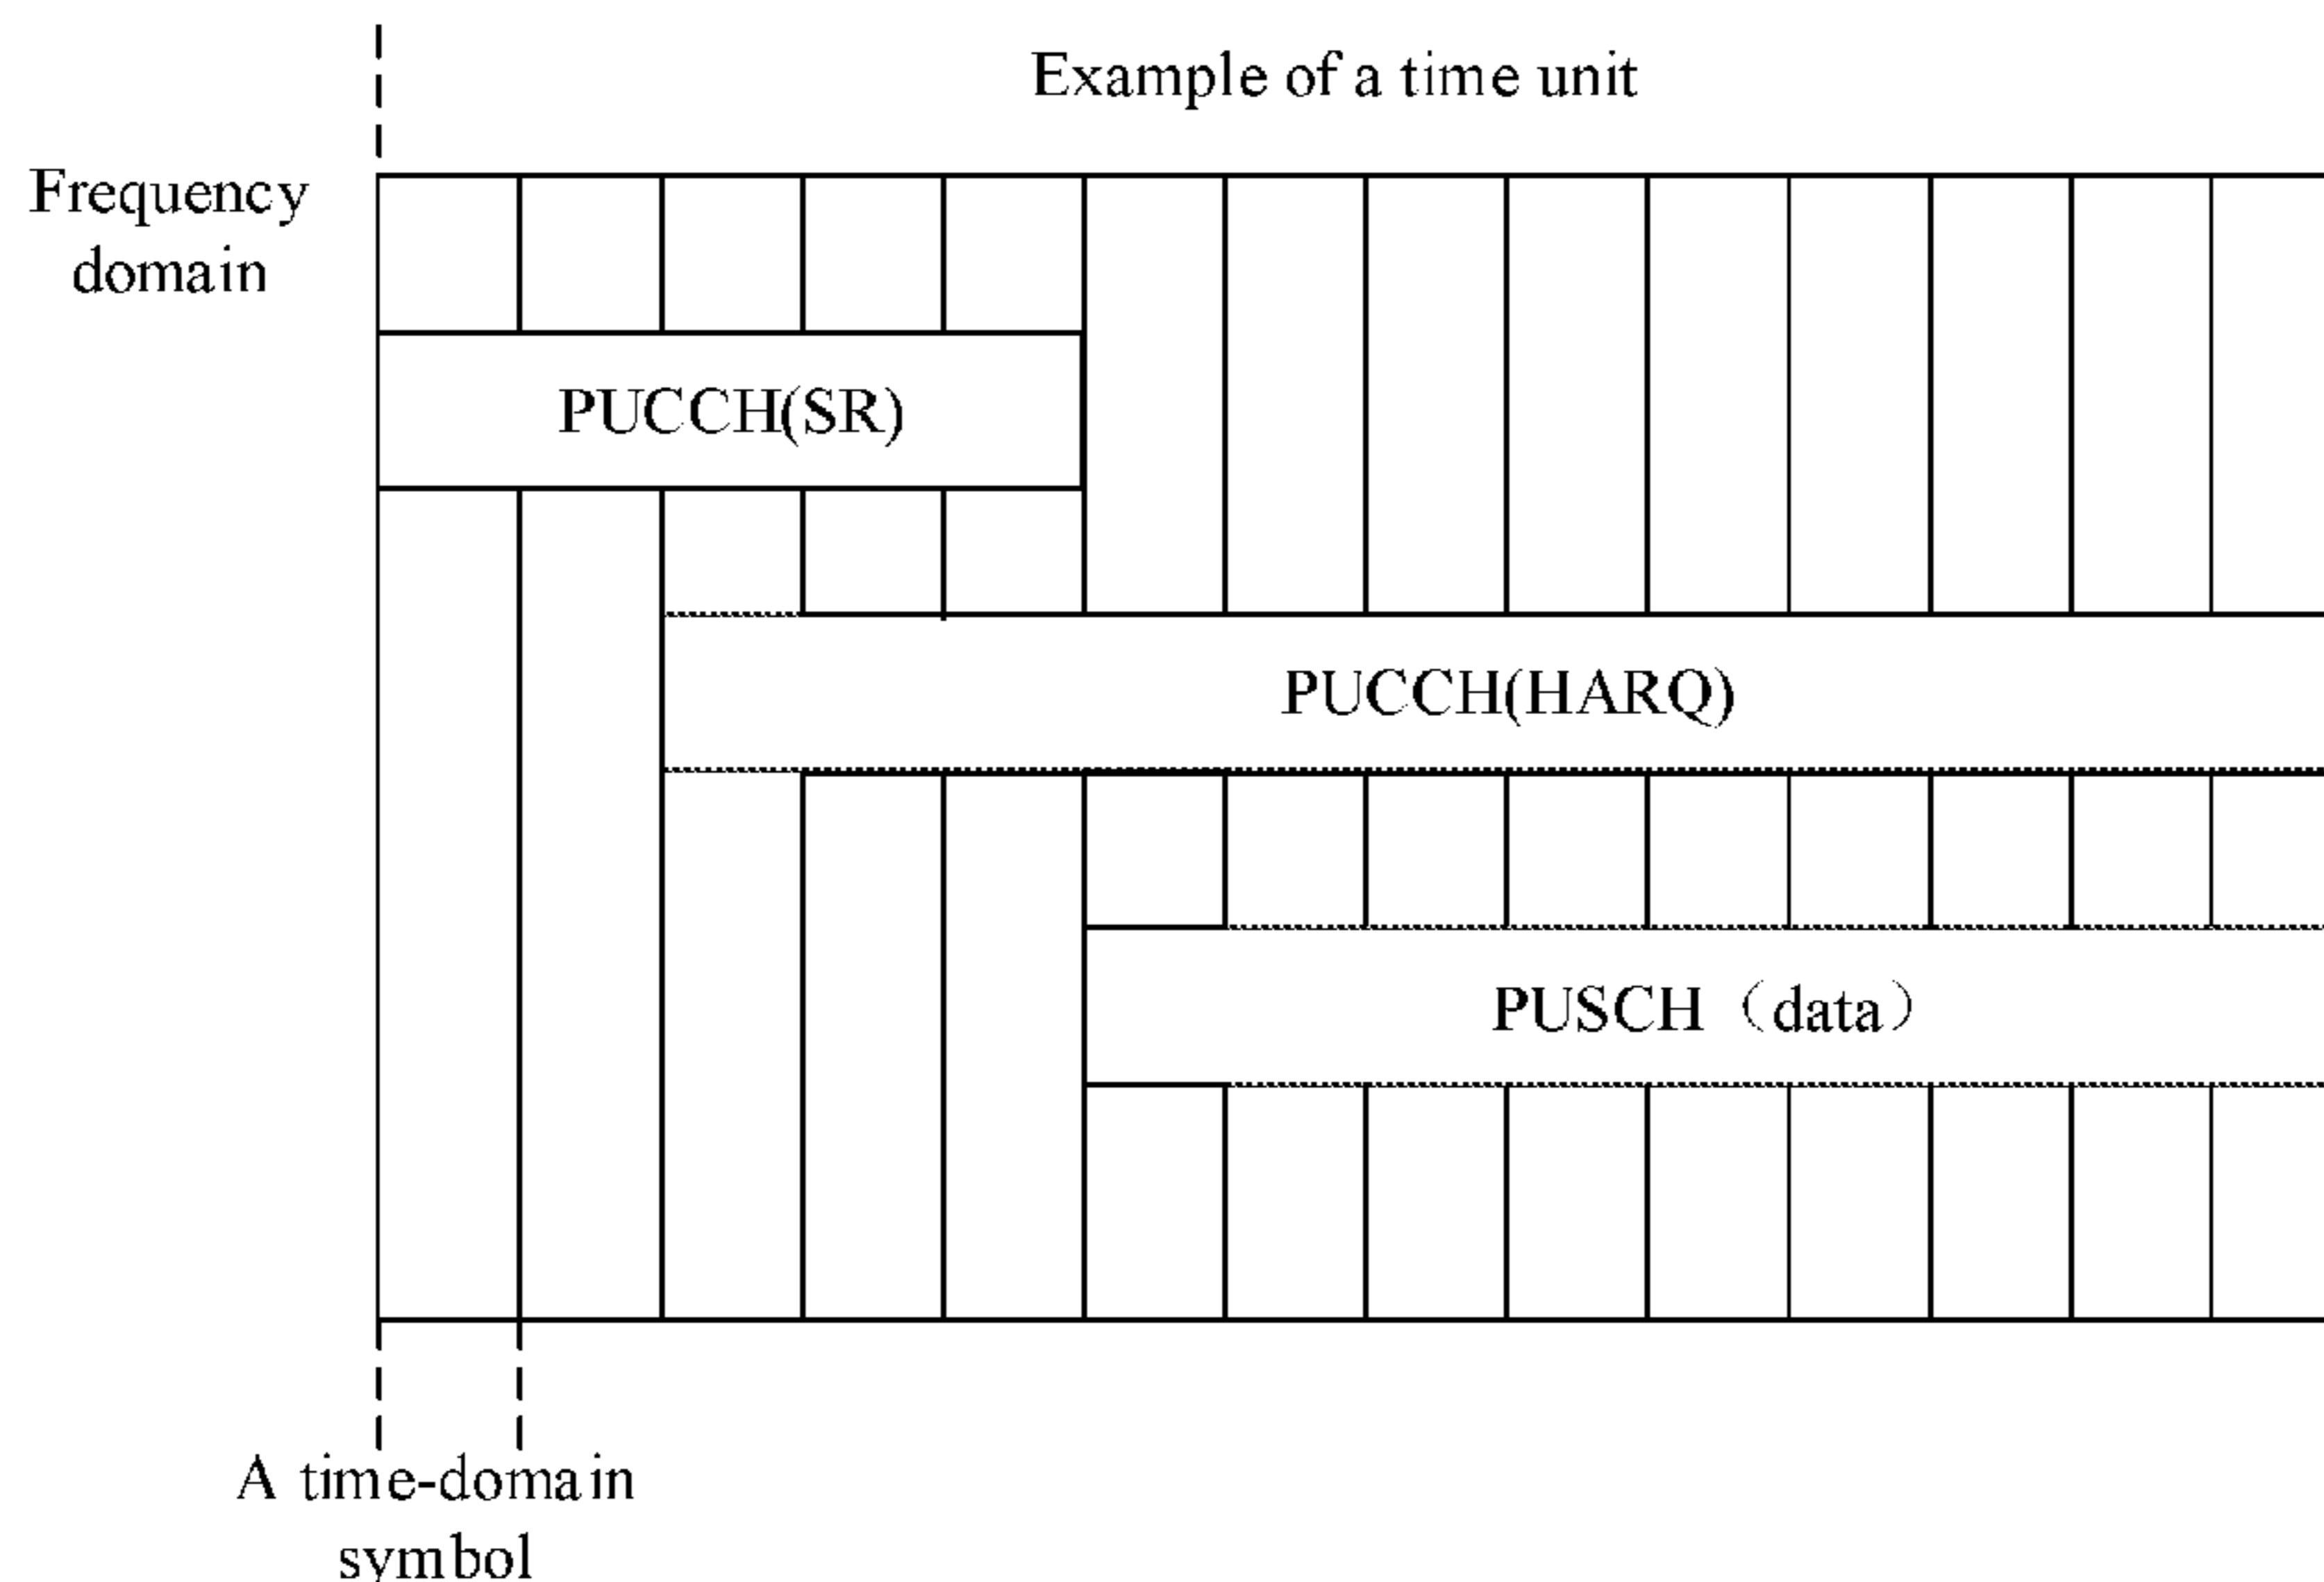 Example of a time unit
Frequency
domain
PUCCH(SR)
PUCCH(HARQ)
PUSCH（data）
A time-domain
symbol